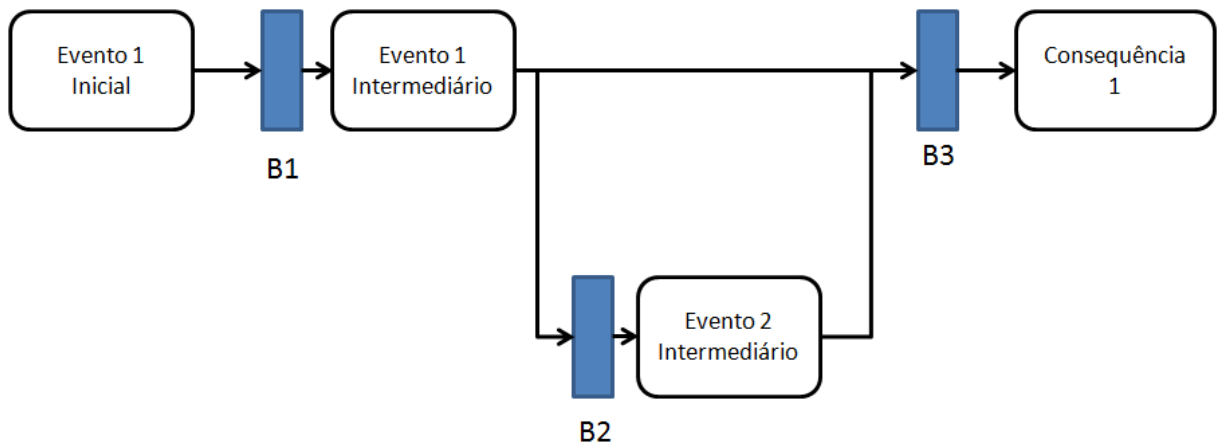 Evento 1
Inicial
B1
Evento 1
Intermediário
B3
Consequência
1
B2
Evento 2
Intermediário